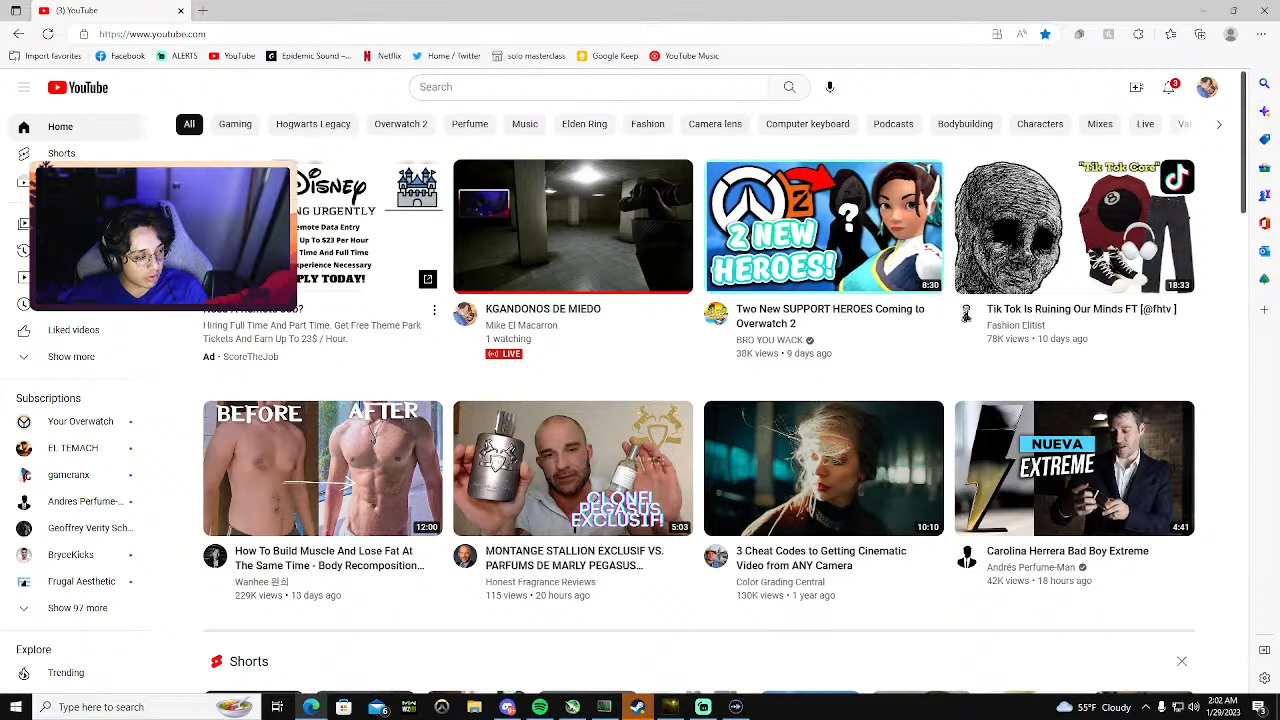 (3) YouTube
https://www.youtube.com
Import favorites
Facebook
ALERTS
YouTube
Epidemic Sound –...
Netflix
Home / Twitter
solo masterclass
Google Keep
YouTube Music
YouTube
Search
3
Home
All
Gaming
Hogwarts Legacy
Overwatch 2
Perfume
Music
Elden Ring
Fashion
Camera lens
Computer keyboard
Podcasts
Bodybuilding
Characters
Mixes
Live
Shorts
DISNEY
NG URGENTLY
emote Data Entry
Up To $23 Per Hour
Time And Full Time
xperience Necessary
PLY TODAY!
2 NEW
HEROES!
8:30
"Tik Tok Core"
18:33
Hiring Full Time And Part Time. Get Free Theme Park
Tickets And Earn Up To 23$ / Hour.
Ad • ScoreTheJob
KGANDONOS DE MIEDO
Mike El Macarron
1 watching
LIVE
Two New SUPPORT HEROES Coming to
Overwatch 2
BRO YOU WACK
38K views • 9 days ago
Tik Tok Is Ruining Our Minds FT [@fhtv ]
Fashion Elitist
78K views • 10 days ago
Liked videos
Show more
Subscriptions
Your Overwatch
EL TEMACH
gameranx
Andres Perfume-...
Geoffrey Verity Sch...
BryceKicks
Frugal Aesthetic
Show 97 more
Explore
Trending
BEFORE
AFTER
12:00
CLONE!
PEGASUS
EXCLUSIF!
5:03
10:10
NUEVA
EXTREME
4:41
How To Build Muscle And Lose Fat At
The Same Time - Body Recomposition...
Wanhee 원희
229K views • 13 days ago
MONTANGE STALLION EXCLUSIF VS.
PARFUMS DE MARLY PEGASUS...
Honest Fragrance Reviews
115 views • 20 hours ago
3 Cheat Codes to Getting Cinematic
Video from ANY Camera
Color Grading Central
130K views • 1 year ago
Carolina Herrera Bad Boy Extreme
Andrés Perfume-Man
42K views • 18 hours ago
Shorts
Type here to search
55°F Cloudy
2:02 AM
1/29/2023